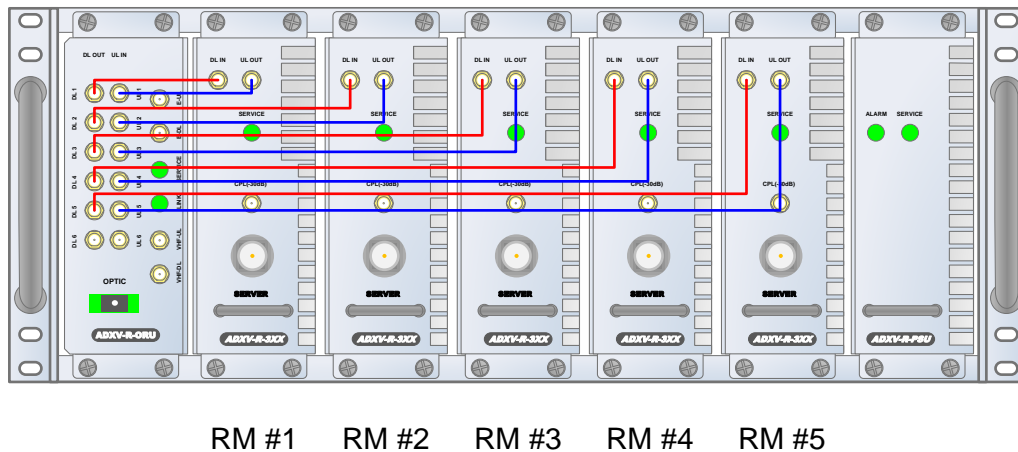 DL OUT UL IN
DL 1
UL 1
DL 2
UL 2
DL 3
UL 3
DL 4
UL 4
DL 5
UL 5
DL 6
UL 6
E-UL
E-DL
SERVICE
LINK
VHF-UL
VHF-DL
OPTIC
ADXV-R-ORU
DL IN UL OUT
SERVICE
CPL(-30dB)
SERVER
ADXV-R-3XX
DL IN UL OUT
SERVICE
CPL(-30dB)
SERVER
ADXV-R-3XX
DL IN UL OUT
SERVICE
CPL(-30dB)
SERVER
ADXV-R-3XX
DL IN UL OUT
SERVICE
CPL(-30dB)
SERVER
ADXV-R-3XX
DL IN UL OUT
SERVICE
CPL(-30dB)
SERVER
ADXV-R-3XX
ALARM SERVICE
ADXV-R-PSU
RM #1 RM #2 RM #3 RM #4 RM #5